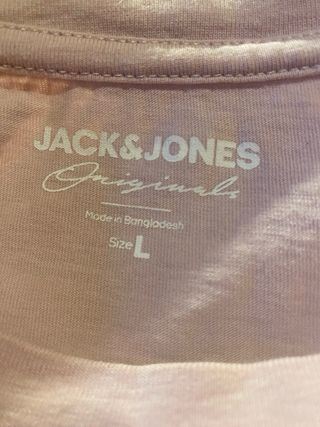 JACK&JONES
Originals
Made in Bangladesh
Size L